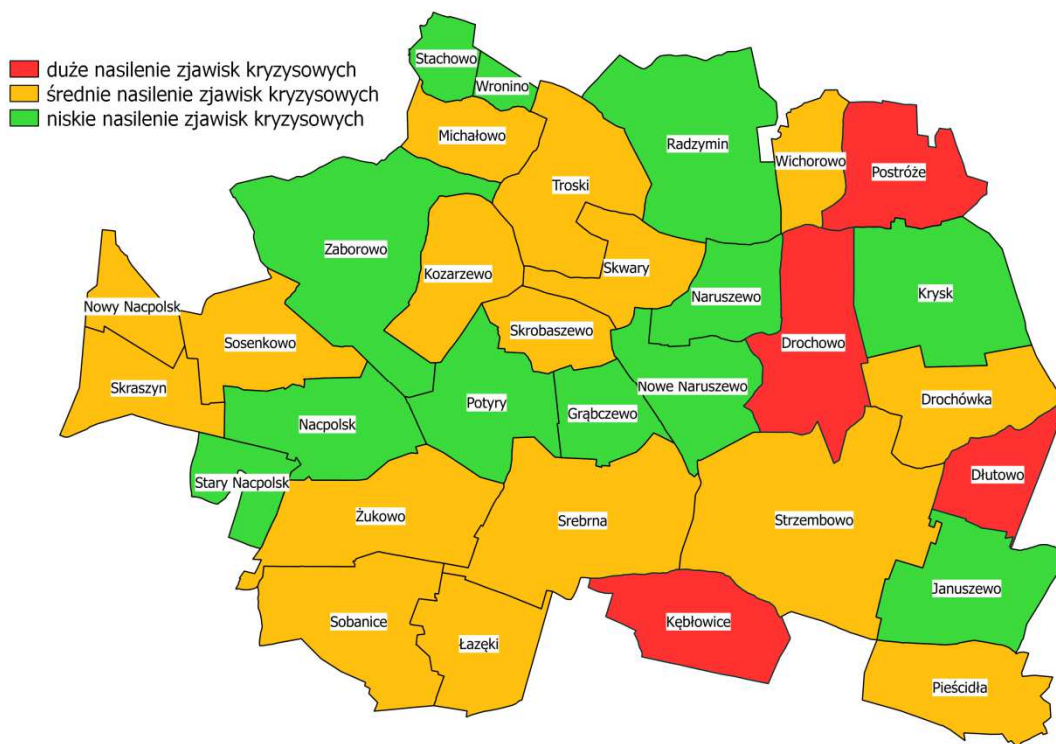 duże nasilenie zjawisk kryzysowych
średnie nasilenie zjawisk kryzysowych
niskie nasilenie zjawisk kryzysowych
Stachowo
Wronino
Michałowo
Radzymin
Wichorowo
Postróże
Troski
Zaborowo
Kozarzewo
Skwary
Naruszewo
Krysk
Nowy Nacpolsk
Sosenkowo
Skrobaszewo
Drochowo
Skraszyn
Nowe Naruszewo
Drochówka
Potyry
Grąbczewo
Nacpolsk
Dłutowo
Stary Nacpolsk
Żukowo
Srebrna
Strzembowo
Januszewo
Sobanice
Łazęki
Kębłowice
Pieścidła